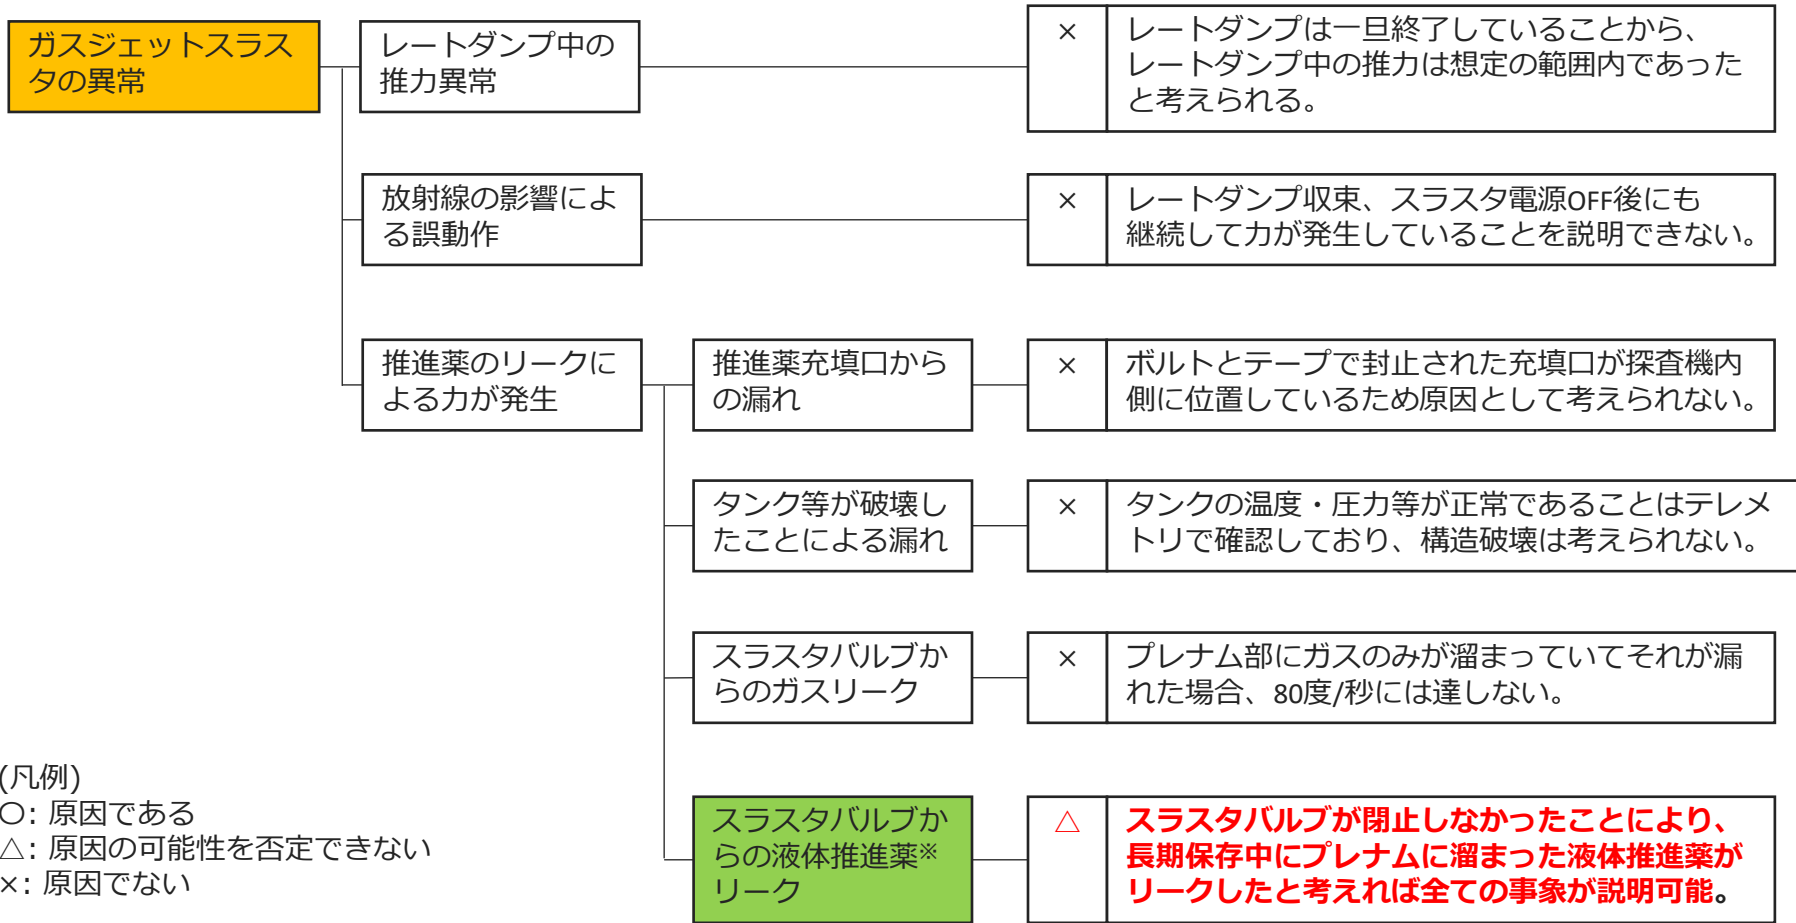 ガスジェットスラス
タの異常
レートダンプ中の
推力異常
×
レートダンプは一旦終了していることから、
レートダンプ中の推力は想定の範囲内であった
と考えられる。
放射線の影響によ
る誤動作
×
レートダンプ収束、スラスタ電源OFF後にも
継続して力が発生していることを説明できない。
推進薬のリークに
よる力が発生
推進薬充填口から
の漏れ
×
ボルトとテープで封止された充填口が探査機内
側に位置しているため原因として考えられない。
タンク等が破壊し
たことによる漏れ
×
タンクの温度・圧力等が正常であることはテレメ
トリで確認しており、構造破壊は考えられない。
スラスタバルブか
らのガスリーク
×
プレナム部にガスのみが溜まっていてそれが漏
れた場合、80度/秒には達しない。
スラスタバルブか
らの液体推進薬※
リーク
△
スラスタバルブが閉止しなかったことにより、
長期保存中にプレナムに溜まった液体推進薬が
リークしたと考えれば全ての事象が説明可能。
(凡例)
○: 原因である
△: 原因の可能性を否定できない
×: 原因でない